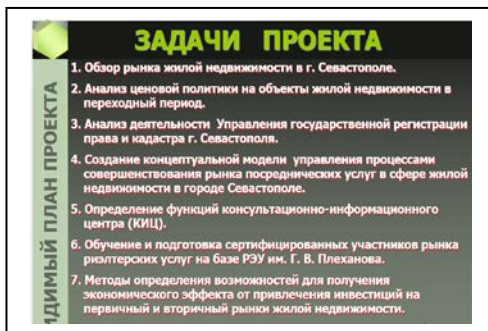 ЗАДАЧИ ПРОЕКТА
1. Обзор рынка жилой недвижимости в г. Севастополе.
2. Анализ ценовой политики на объекты жилой недвижимости в
переходный период.
3. Анализ деятельности Управления государственной регистрации
права и кадастра г. Севастополя.
4. Создание концептуальной модели управления процессами
совершенствования рынка посреднических услуг в сфере жилой
недвижимости в городе Севастополе.
5. Определение функций консультационно-информационного
центра (КИЦ).
6. Обучение и подготовка сертифицированных участников рынка
риэлтерских услуг на базе РЭУ им. Г. В. Плеханова.
7. Методы определения возможностей для получения
экономического эффекта от привлечения инвестиций на
первичный и вторичный рынки жилой недвижимости.
ИДИМЫЙ ПЛАН ПРОЕКТА